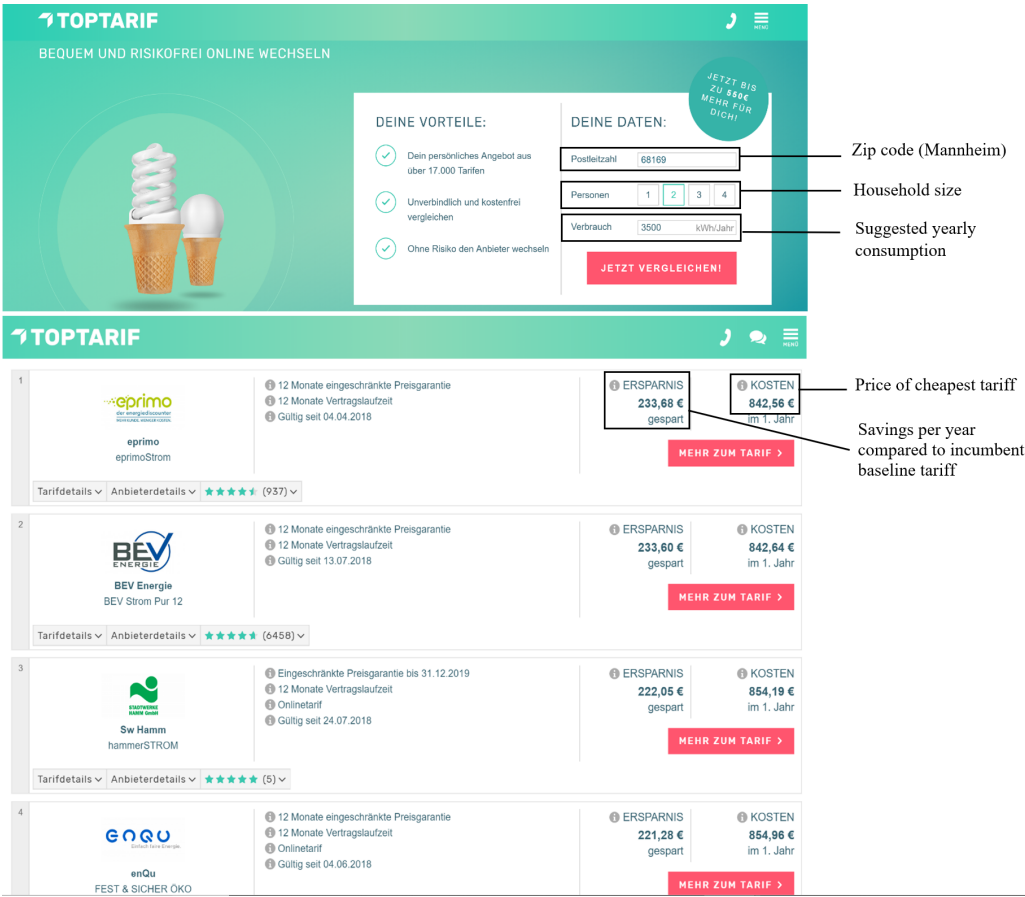 TOPTARIF
MENÜ
BEQUEM UND RISIKOFREI ONLINE WECHSELN
JETZT BIS
ZU 550€
MEHR FÜR
DICH!
DEINE VORTEILE:
Dein persönliches Angebot aus
über 17.000 Tarifen
Unverbindlich und kostenfrei
vergleichen
Ohne Risiko den Anbieter wechseln
DEINE DATEN:
Postleitzahl 68169
Personen 1 2 3 4
Verbrauch 3500 kWh/Jahr
JETZT VERGLEICHEN!
Zip code (Mannheim)
Household size
Suggested yearly
consumption
TOPTARIF
MENÜ
1
eprimo
der energiediscounter
eprimo
eprimoStrom
12 Monate eingeschränkte Preisgarantie
12 Monate Vertragslaufzeit
Gültig seit 04.04.2018
ERSPARNIS
233,68 €
gespart
KOSTEN
842,56 €
im 1. Jahr
MEHR ZUM TARIF >
Tarifdetails Anbieterdetails (937)
Price of cheapest tariff
Savings per year
compared to incumbent
baseline tariff
2
BEV
ENERGIE
BEV Energie
BEV Strom Pur 12
12 Monate eingeschränkte Preisgarantie
12 Monate Vertragslaufzeit
Gültig seit 13.07.2018
ERSPARNIS
233,60 €
gespart
KOSTEN
842,64 €
im 1. Jahr
MEHR ZUM TARIF >
Tarifdetails Anbieterdetails (6458)
3
STADTWERKE
HAMM GmbH
Sw Hamm
hammerSTROM
Eingeschränkte Preisgarantie bis 31.12.2019
12 Monate Vertragslaufzeit
Onlinetarif
Gültig seit 24.07.2018
ERSPARNIS
222,05 €
gespart
KOSTEN
854,19 €
im 1. Jahr
MEHR ZUM TARIF >
Tarifdetails Anbieterdetails (5)
4
enQu
Einfach faire Energie.
enQu
FEST & SICHER ÖKO
12 Monate eingeschränkte Preisgarantie
12 Monate Vertragslaufzeit
Onlinetarif
Gültig seit 04.06.2018
ERSPARNIS
221,28 €
gespart
KOSTEN
854,96 €
im 1. Jahr
MEHR ZUM TARIF >